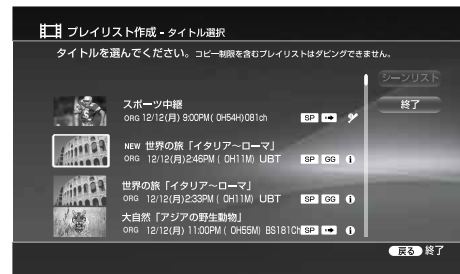 プレイリスト作成 - タイトル選択
タイトルを選んでください。コピー制限を含むプレイリストはダビングできません。
シーンリスト
終了
スポーツ中継
ORG 12/12(月) 9:00PM( 0H54H)081ch SP
NEW 世界の旅「イタリア～ローマ」
ORG 12/12(月)2:46PM ( 0H11M) UBT SP GG
世界の旅「イタリア～ローマ」
ORG 12/12(月)2:33PM ( 0H11M) UBT SP GG
大自然「アジアの野生動物」
ORG 12/12(月) 11:00PM ( 0H55M) BS181Ch SP
戻る 終了